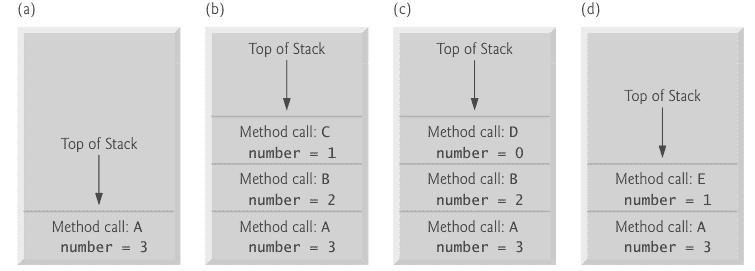 (a)
Top of Stack
Method call: A
number = 3
(b)
Top of Stack
Method call: C
number = 1
Method call: B
number = 2
Method call: A
number = 3
(c)
Top of Stack
Method call: D
number = 0
Method call: B
number = 2
Method call: A
number = 3
(d)
Top of Stack
Method call: E
number = 1
Method call: A
number = 3